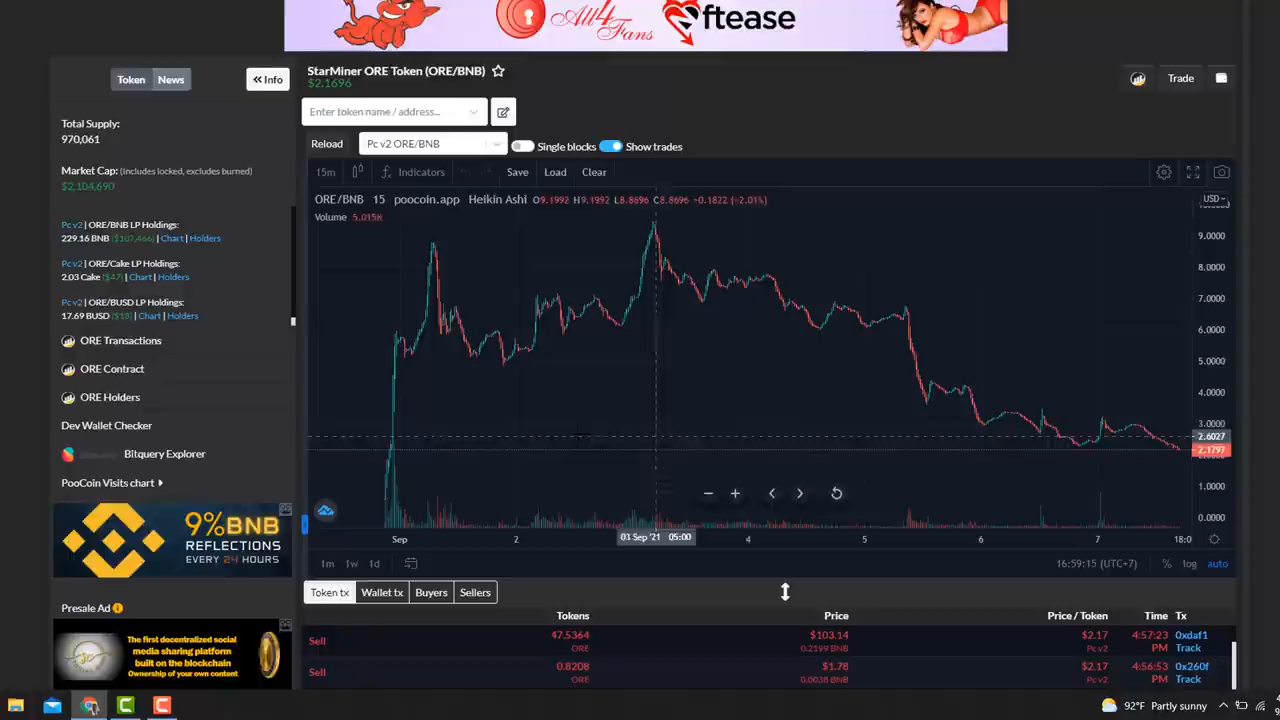 All4
Fans
ftease
Token
News
Info
StarMiner ORE Token (ORE/BNB)
$2.1696
Trade
Enter token name / address...
Total Supply:
970,061
Reload
Pc v2 ORE/BNB
Single blocks
Show trades
Market Cap: (Includes locked, excludes burned)
$2,104,690
15m
Indicators
Save
Load
Clear
ORE/BNB 15 poocoin.app Heikin Ashi O9.1992 H9.1992 L8.8696 C8.8696 −0.1822 (−2.01%)
USD
Volume 5.015K
Pc v2 | ORE/BNB LP Holdings:
229.16 BNB ($107,466) | Chart | Holders
Pc v2 | ORE/Cake LP Holdings:
2.03 Cake ($47) | Chart | Holders
Pc v2 | ORE/BUSD LP Holdings:
17.69 BUSD ($18) | Chart | Holders
ORE Transactions
ORE Contract
ORE Holders
Dev Wallet Checker
Bitquery Explorer
PooCoin Visits chart
9.0000
8.0000
7.0000
6.0000
5.0000
4.0000
3.0000
2.6027
2.1797
1.0000
0.0000
Sep
2
03 Sep '21 05:00
4
5
6
7
18:0
9%BNB
REFLECTIONS
EVERY 24 HOURS
1m
1w
1d
16:59:15 (UTC+7)
%
log
auto
Presale Ad
The first decentralized social
media sharing platform
built on the blockchain
Ownership of your own content
Token tx
Wallet tx
Buyers
Sellers
Tokens
Price
Price / Token
Time
Tx
Sell
47.5364
ORE
$103.14
0.2199 BNB
$2.17
Pc v2
4:57:23
PM
0xdaf1
Track
Sell
0.8208
ORE
$1.78
0.0038 BNB
$2.17
Pc v2
4:56:53
PM
0x260f
Track
92°F Partly sunny